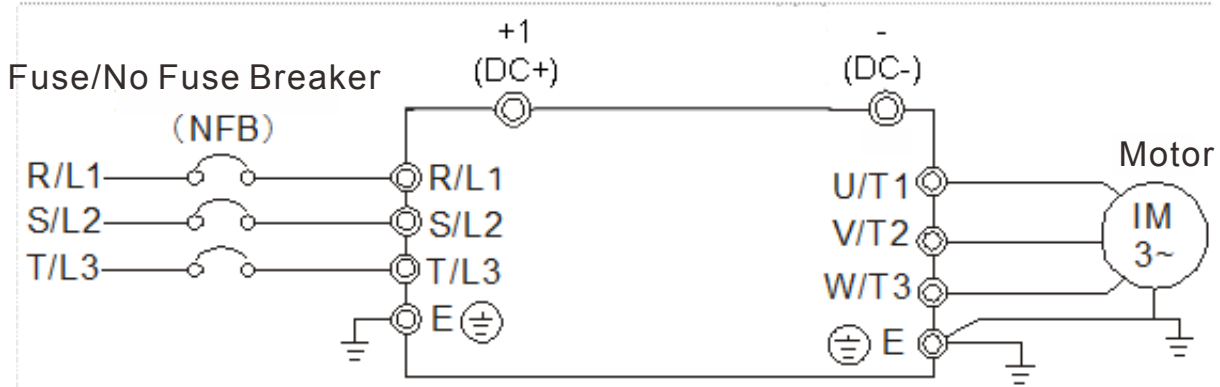 +1
(DC+)
-
(DC-)
Fuse/No Fuse Breaker
(NFB)
R/L1
S/L2
T/L3
R/L1
S/L2
T/L3
E
U/T1
V/T2
W/T3
E
Motor
IM
3~